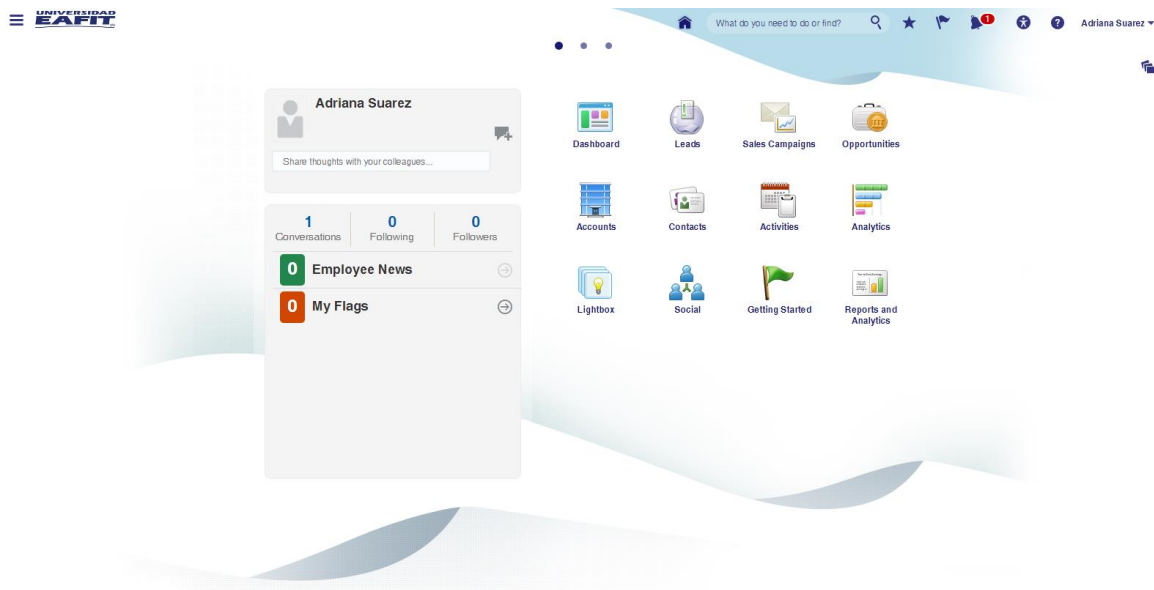 UNIVERSIDAD
EAFIT
What do you need to do or find?
1
Adriana Suarez
Adriana Suarez
Share thoughts with your colleagues...
1
Conversations
0
Following
0
Followers
0 Employee News
0 My Flags
Dashboard
Leads
Sales Campaigns
Opportunities
Accounts
Contacts
Activities
Analytics
Lightbox
Social
Getting Started
Reports and
Analytics